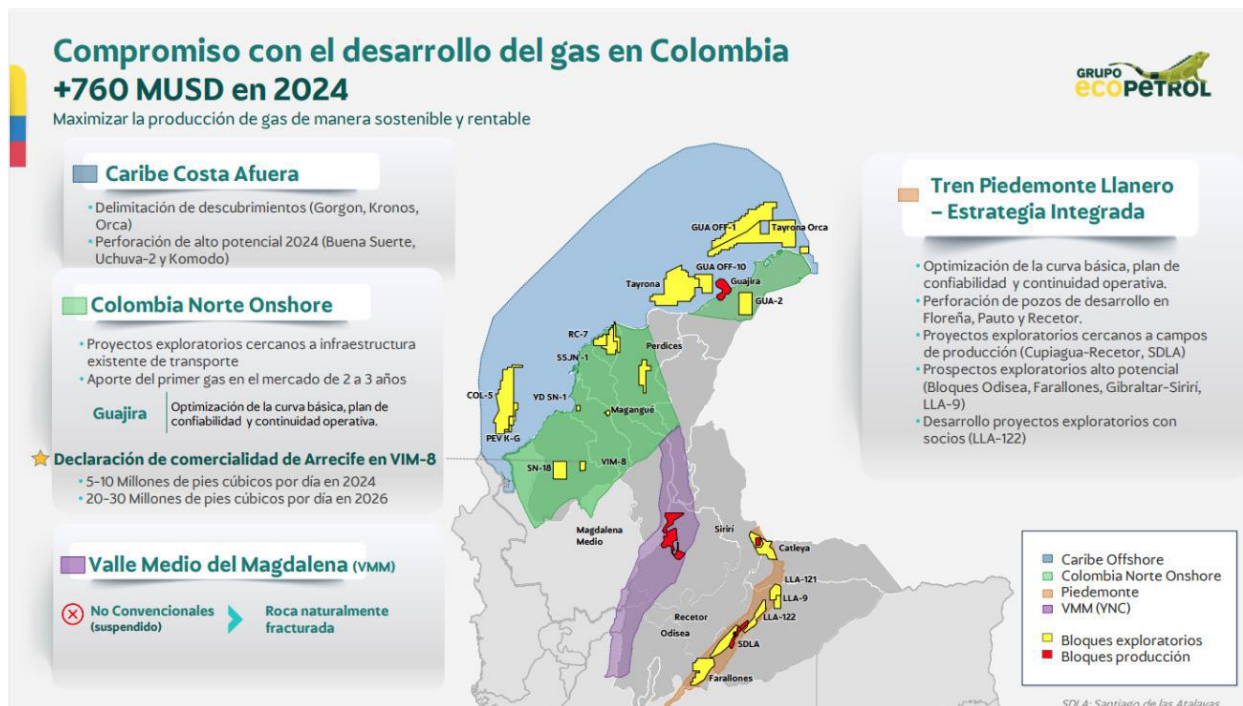 Compromiso con el desarrollo del gas en Colombia
+760 MUSD en 2024
Maximizar la producción de gas de manera sostenible y rentable
GRUPO
ecopetrol
Caribe Costa Afuera
• Delimitación de descubrimientos (Gorgon, Kronos,
Orca)
• Perforación de alto potencial 2024 (Buena Suerte,
Uchuva-2 y Komodo)
Colombia Norte Onshore
• Proyectos exploratorios cercanos a infraestructura
existente de transporte
• Aporte del primer gas en el mercado de 2 a 3 años
Guajira
Optimización de la curva básica, plan de
confiabilidad y continuidad operativa.
Declaración de comercialidad de Arrecife en VIM-8
• 5-10 Millones de pies cúbicos por día en 2024
• 20-30 Millones de pies cúbicos por día en 2026
Valle Medio del Magdalena (VMM)
No Convencionales
(suspendido)
Roca naturalmente
fracturada
GUA OFF-1
Tayrona Orca
GUA OFF-10
Tayrona
Guajira
GUA-2
RC-7
SSJN-1
Perdices
COL-5
VD SN-1
Magangué
PEV K-G
SN-18
VIM-8
Magdalena
Medio
Sirirí
Catleya
LLA-121
LLA-9
LLA-122
Recetor
Odisea
SDLA
Farallones
Tren Piedemonte Llanero
– Estrategia Integrada
• Optimización de la curva básica, plan de
confiabilidad y continuidad operativa.
• Perforación de pozos de desarrollo en
Floreña, Pauto y Recetor.
• Proyectos exploratorios cercanos a campos
de producción (Cupiagua-Recetor, SDLA)
• Prospectos exploratorios alto potencial
(Bloques Odisea, Farallones, Gibraltar-Sirirí,
LLA-9)
• Desarrollo proyectos exploratorios con
socios (LLA-122)
Caribe Offshore
Colombia Norte Onshore
Piedemonte
VMM (YNC)
Bloques exploratorios
Bloques producción
SDLA: Santiago de las Atalayas